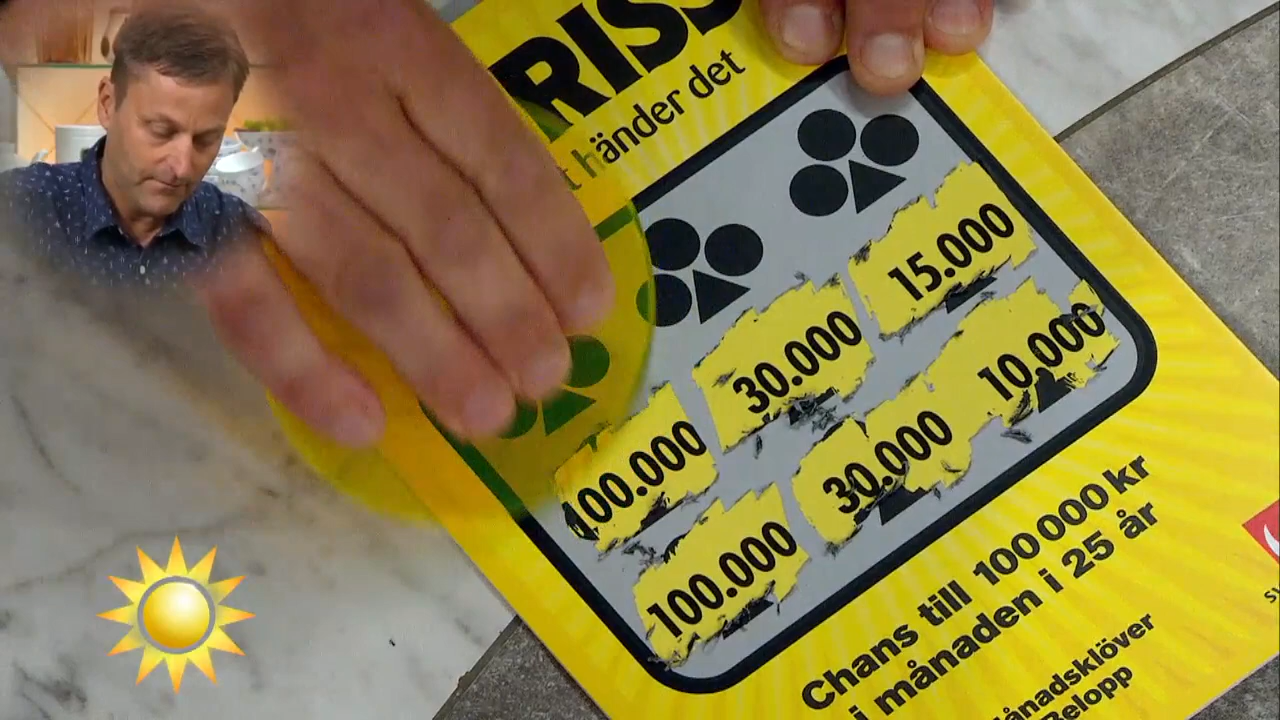 RISS
händer det
15.000
30.000
10.000
100.000
30.000
100.000
Chans till 100 000 kr
i månaden i 25 år
Belopp